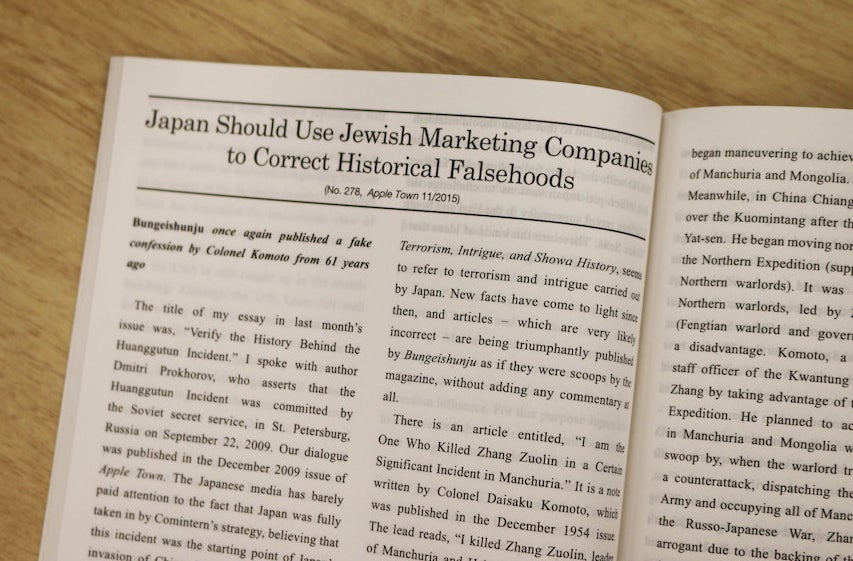 Japan Should Use Jewish Marketing Companies
to Correct Historical Falsehoods
(No. 278, Apple Town 11/2015)
Bungeishunju once again published a fake
confession by Colonel Komoto from 61 years
ago
The title of my essay in last month's
issue was, “Verify the History Behind the
Huanggutun Incident.” I spoke with author
Dmitri Prokhorov, who asserts that the
Huanggutun Incident was committed by
the Soviet secret service, in St. Petersburg,
Russia on September 22, 2009. Our dialogue
was published in the December 2009 issue of
Apple Town. The Japanese media has barely
paid attention to the fact that Japan was fully
taken in by Comintern's strategy, believing that
this incident was the starting point of
invasion of
Terrorism, Intrigue, and Showa History, seems
to refer to terrorism and intrigue carried out
by Japan. New facts have come to light since
then, and articles – which are very likely
incorrect – are being triumphantly published
by Bungeishunju as if they were scoops by the
magazine, without adding any commentary at
all.
There is an article entitled, “I am the
One Who Killed Zhang Zuolin in a Certain
Significant Incident in Manchuria.” It is a note
written by Colonel Daisaku Komoto, which
was published in the December 1954 issue.
The lead reads, “I killed Zhang Zuolin, leader
of Manchuria and
began maneuvering to achiev
of Manchuria and Mongolia.
Meanwhile, in China Chiang
over the Kuomintang after th
Yat-sen. He began moving nor
the Northern Expedition (supp
Northern warlords). It was
Northern warlords, led by
(Fengtian warlord and govern
a disadvantage. Komoto, a
staff officer of the Kwantung
Zhang by taking advantage of
Expedition. He planned to ac
in Manchuria and Mongolia w
swoop by, when the warlord tr
a counterattack, dispatching the
Army and occupying all of Manc
the Russo-Japanese War, Zhan
arrogant due to the backing of th